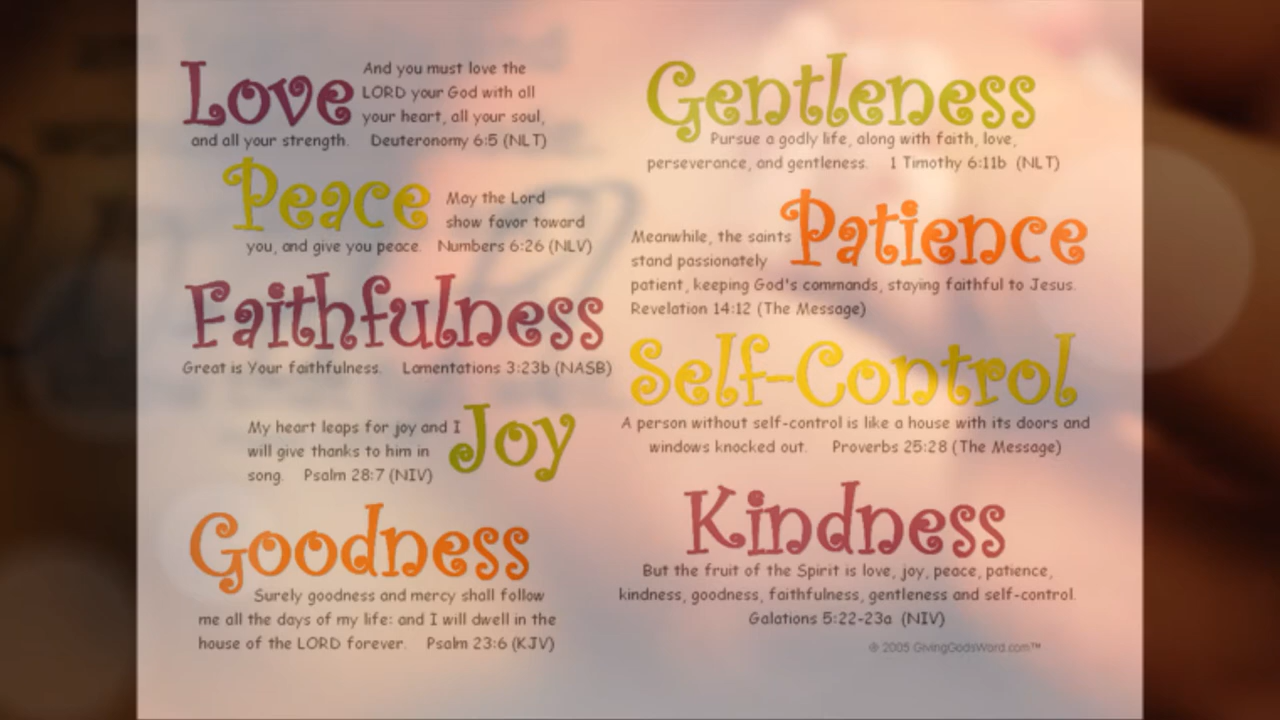 Love
And you must love the
LORD your God with all
your heart, all your soul,
and all your strength. Deuteronomy 6:5 (NLT)
Peace
May the Lord
show favor toward
you, and give you peace. Numbers 6:26 (NLV)
Faithfulness
Great is Your faithfulness. Lamentations 3:23b (NASB)
Joy
My heart leaps for joy and I
will give thanks to him in
song. Psalm 28:7 (NIV)
Goodness
Surely goodness and mercy shall follow
me all the days of my life: and I will dwell in the
house of the LORD forever. Psalm 23:6 (KJV)
Gentleness
Pursue a godly life, along with faith, love,
perseverance, and gentleness. 1 Timothy 6:11b (NLT)
Patience
Meanwhile, the saints
stand passionately
patient, keeping God's commands, staying faithful to Jesus.
Revelation 14:12 (The Message)
Self-Control
A person without self-control is like a house with its doors and
windows knocked out. Proverbs 25:28 (The Message)
Kindness
But the fruit of the Spirit is love, joy, peace, patience,
kindness, goodness, faithfulness, gentleness and self-control.
Galations 5:22-23a (NIV)
® 2005 GivingGodsWord.com™